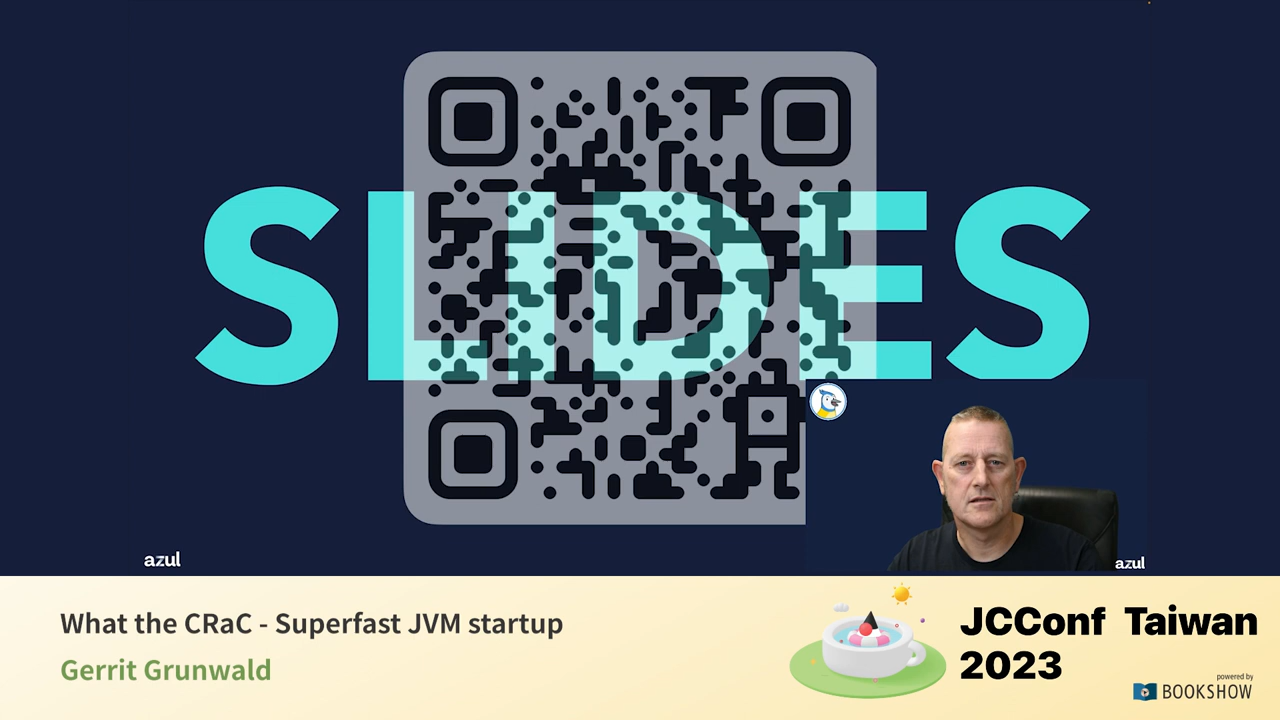 SLIDES
azul
azul
What the CRaC - Superfast JVM startup
Gerrit Grunwald
JCConf Taiwan
2023
powered by
BOOKSHOW